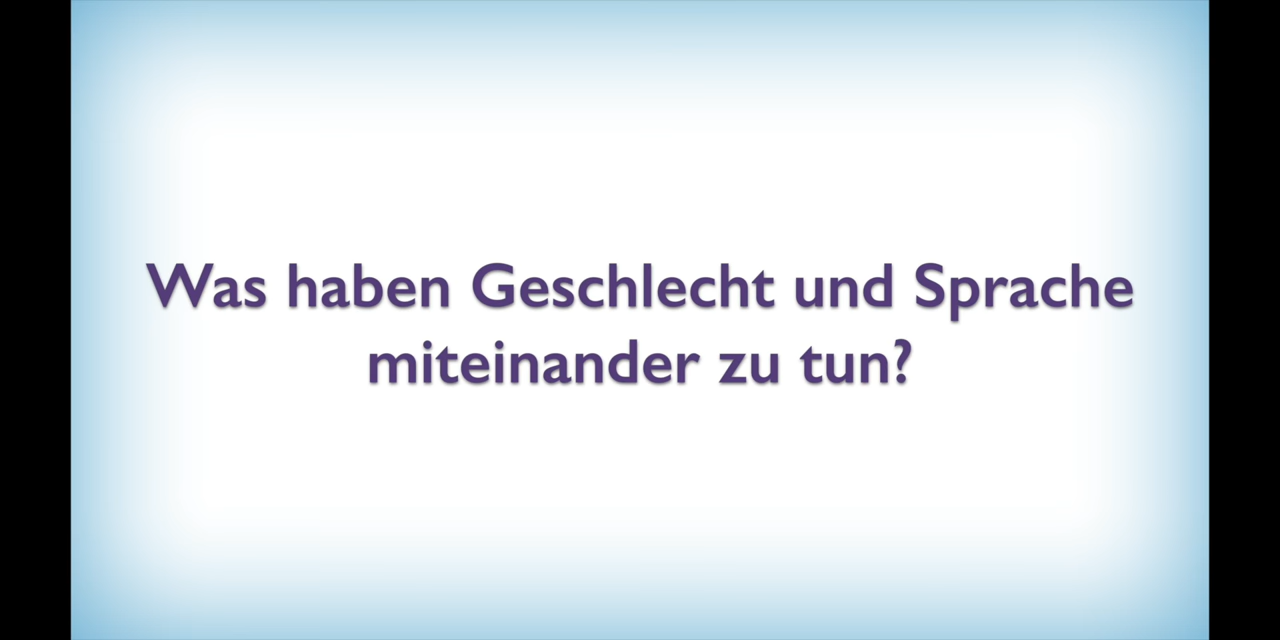 Was haben Geschlecht und Sprache
miteinander zu tun?